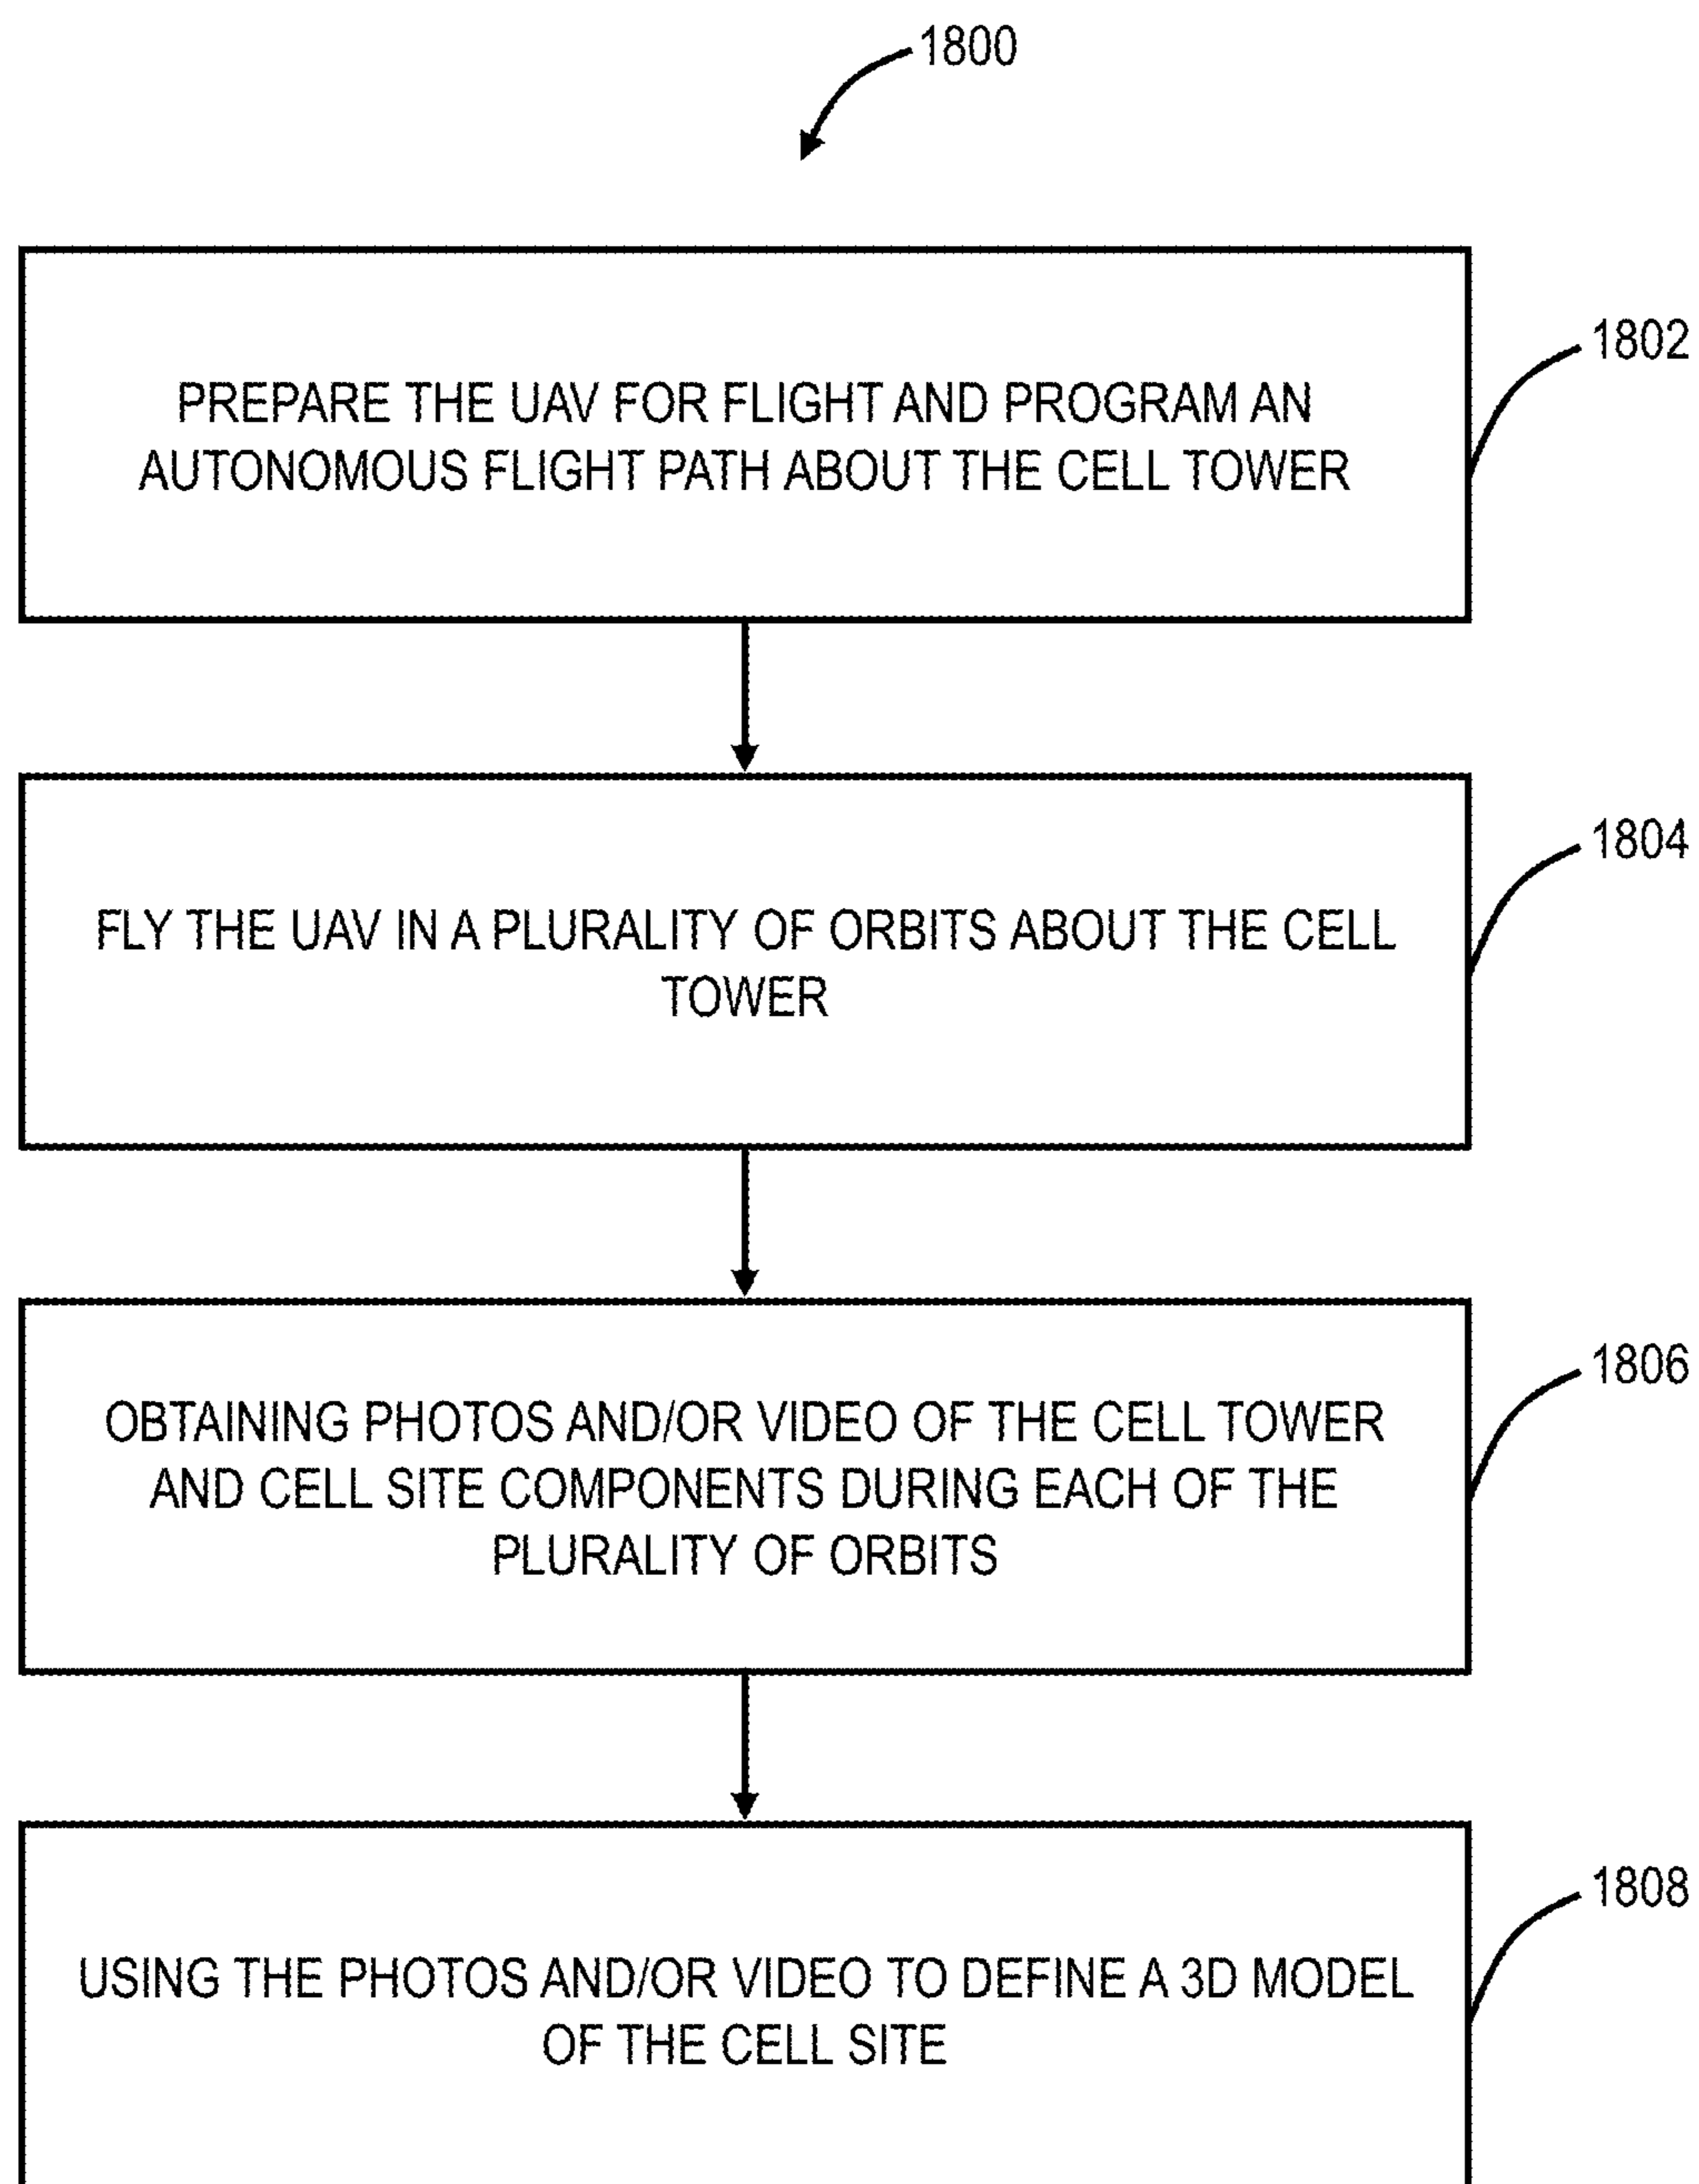 1800
1802
PREPARE THE UAV FOR FLIGHT AND PROGRAM AN
AUTONOMOUS FLIGHT PATH ABOUT THE CELL TOWER
1804
FLY THE UAV IN A PLURALITY OF ORBITS ABOUT THE CELL
TOWER
1806
OBTAINING PHOTOS AND/OR VIDEO OF THE CELL TOWER
AND CELL SITE COMPONENTS DURING EACH OF THE
PLURALITY OF ORBITS
1808
USING THE PHOTOS AND/OR VIDEO TO DEFINE A 3D MODEL
OF THE CELL SITE